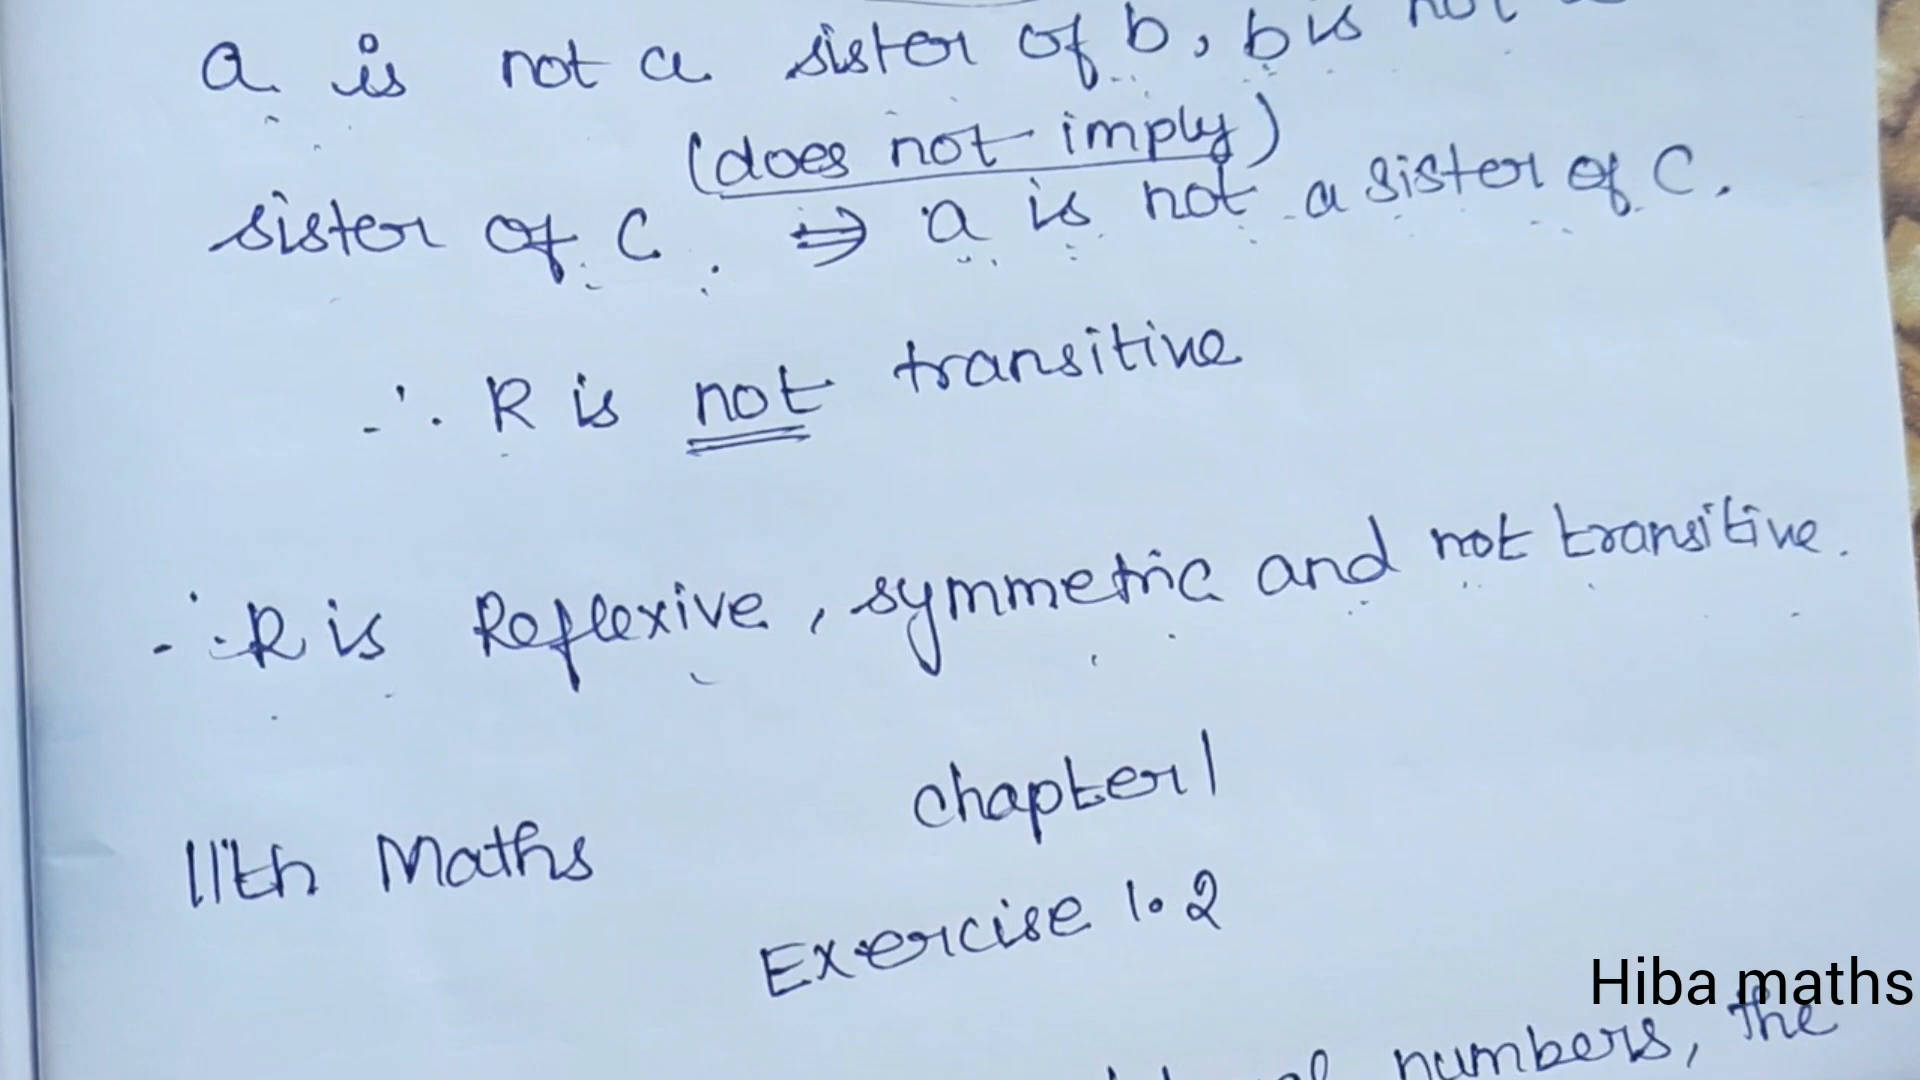 a is not a sister of b, b is not
(does not imply)
sister of C. ⇒ a is not a sister of C.
∴ R is not transitive
∴ R is Reflexive, symmetric and not transitive.
chapter 1
11th Maths
Exercise 1.2
Hiba maths
numbers, the